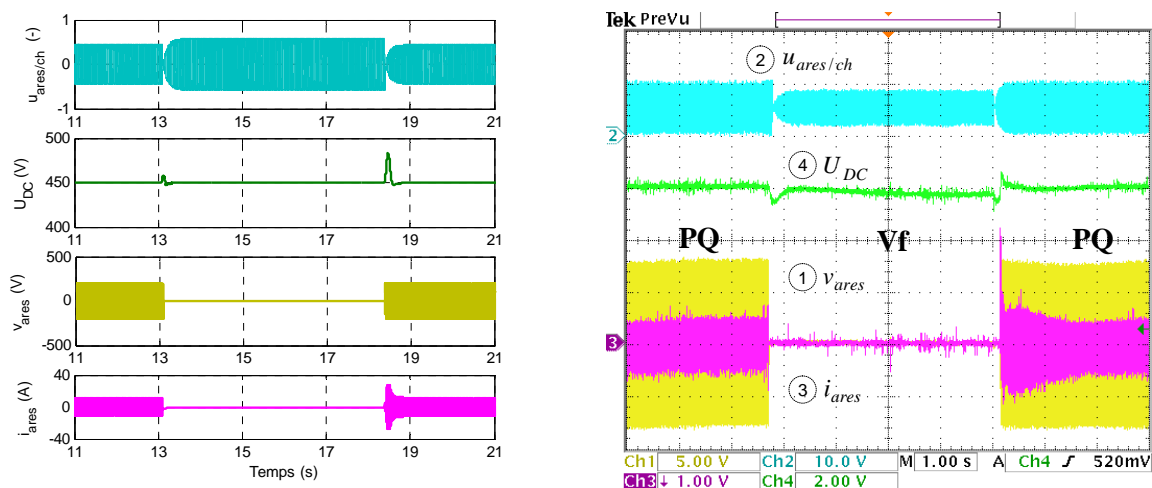 u_ares/ch (-)
1
0
-1
11 13 15 17 19 21
U_DC (V)
500
450
400
11 13 15 17 19 21
v_ares (V)
500
0
-500
11 13 15 17 19 21
i_ares (A)
40
0
-40
11 13 15 17 19 21
Temps (s)
Tek PreVu
② u_ares/ch
2
④ U_DC
PQ Vf PQ
① v_ares
3
③ i_ares
Ch1 5.00 V Ch2 10.0 V M 1.00 s A Ch4 ƒ 520mV
Ch3 ↓ 1.00 V Ch4 2.00 V